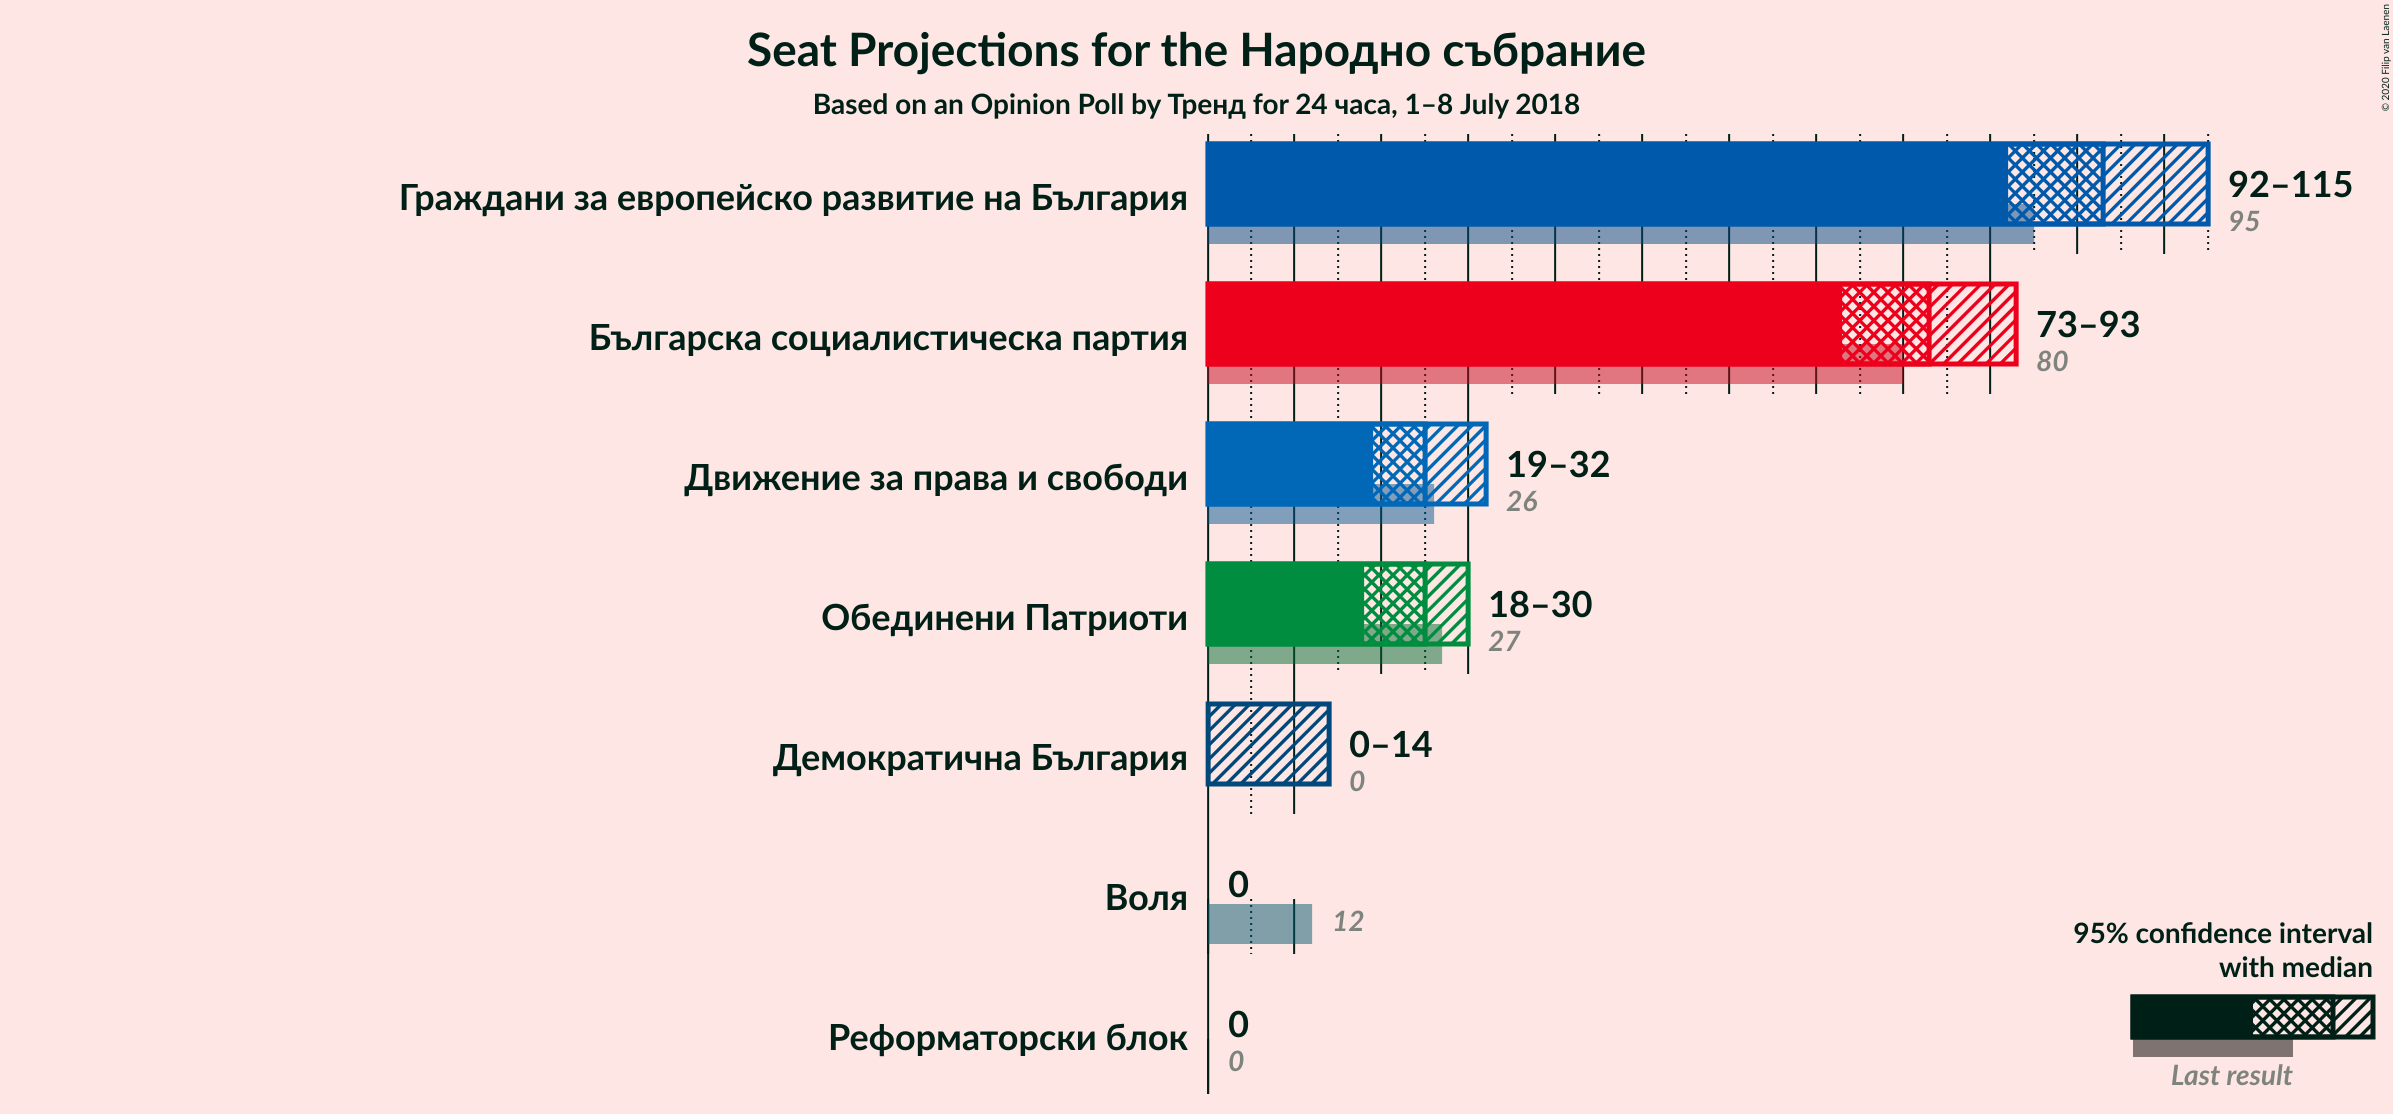 Seat Projections for the Народно събрание
Based on an Opinion Poll by Тренд for 24 часа, 1–8 July 2018
© 2020 Filip van Laenen
Граждани за европейско развитие на България
92–115
95
Българска социалистическа партия
73–93
80
Движение за права и свободи
19–32
26
Обединени Патриоти
18–30
27
Демократична България
0–14
0
Воля
0
12
Реформаторски блок
0
0
95% confidence interval
with median
Last result